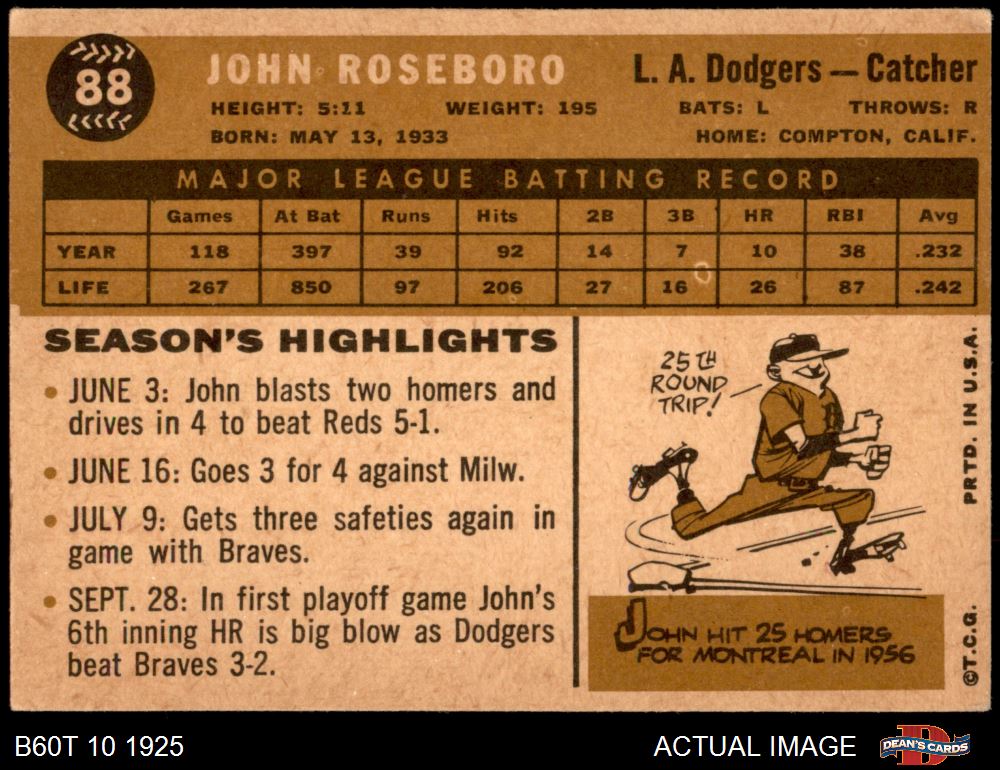 88
JOHN ROSEBORO
L. A. Dodgers — Catcher
HEIGHT: 5:11 WEIGHT: 195 BATS: L THROWS: R
BORN: MAY 13, 1933 HOME: COMPTON, CALIF.
MAJOR LEAGUE BATTING RECORD
Games At Bat Runs Hits 2B 3B HR RBI Avg
YEAR 118 397 39 92 14 7 10 38 .232
LIFE 267 850 97 206 27 16 26 87 .242
SEASON'S HIGHLIGHTS
• JUNE 3: John blasts two homers and
drives in 4 to beat Reds 5-1.
• JUNE 16: Goes 3 for 4 against Milw.
• JULY 9: Gets three safeties again in
game with Braves.
• SEPT. 28: In first playoff game John's
6th inning HR is big blow as Dodgers
beat Braves 3-2.
25TH
ROUND
TRIP!
JOHN HIT 25 HOMERS
FOR MONTREAL IN 1956
©T.C.G. PRTD. IN U.S.A.
B60T 10 1925
ACTUAL IMAGE
D
DEAN'S CARDS